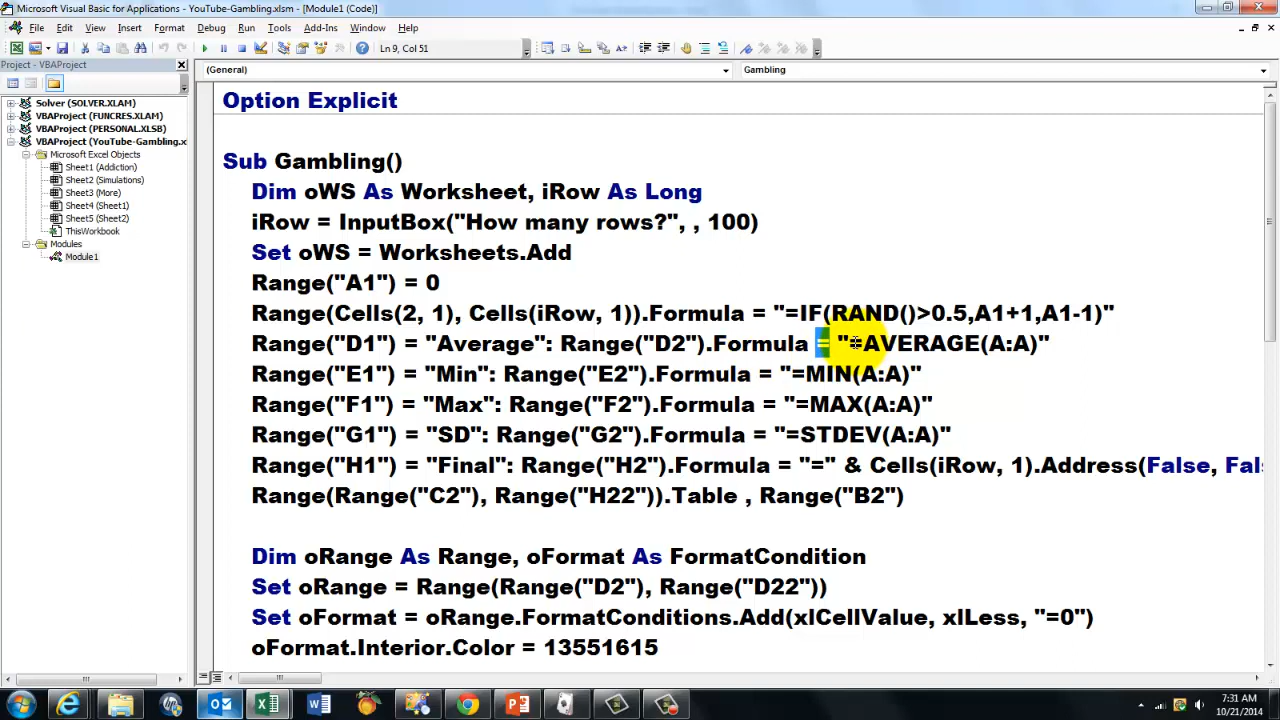 Microsoft Visual Basic for Applications - YouTube-Gambling.xlsm - [Module1 (Code)]
File Edit View Insert Format Debug Run Tools Add-Ins Window Help
Ln 9, Col 51
Project - VBAProject
(General) Gambling
Solver (SOLVER.XLAM)
VBAProject (FUNCRES.XLAM)
VBAProject (PERSONAL.XLSB)
VBAProject (YouTube-Gambling.x
Microsoft Excel Objects
Sheet1 (Addiction)
Sheet2 (Simulations)
Sheet3 (More)
Sheet4 (Sheet1)
Sheet5 (Sheet2)
ThisWorkbook
Modules
Module1
Option Explicit
Sub Gambling()
Dim oWS As Worksheet, iRow As Long
iRow = InputBox("How many rows?", , 100)
Set oWS = Worksheets.Add
Range("A1") = 0
Range(Cells(2, 1), Cells(iRow, 1)).Formula = "=IF(RAND()>0.5,A1+1,A1-1)"
Range("D1") = "Average": Range("D2").Formula = "=AVERAGE(A:A)"
Range("E1") = "Min": Range("E2").Formula = "=MIN(A:A)"
Range("F1") = "Max": Range("F2").Formula = "=MAX(A:A)"
Range("G1") = "SD": Range("G2").Formula = "=STDEV(A:A)"
Range("H1") = "Final": Range("H2").Formula = "=" & Cells(iRow, 1).Address(False, Fal
Range(Range("C2"), Range("H22")).Table , Range("B2")
Dim oRange As Range, oFormat As FormatCondition
Set oRange = Range(Range("D2"), Range("D22"))
Set oFormat = oRange.FormatConditions.Add(xlCellValue, xlLess, "=0")
oFormat.Interior.Color = 13551615
7:31 AM
10/21/2014